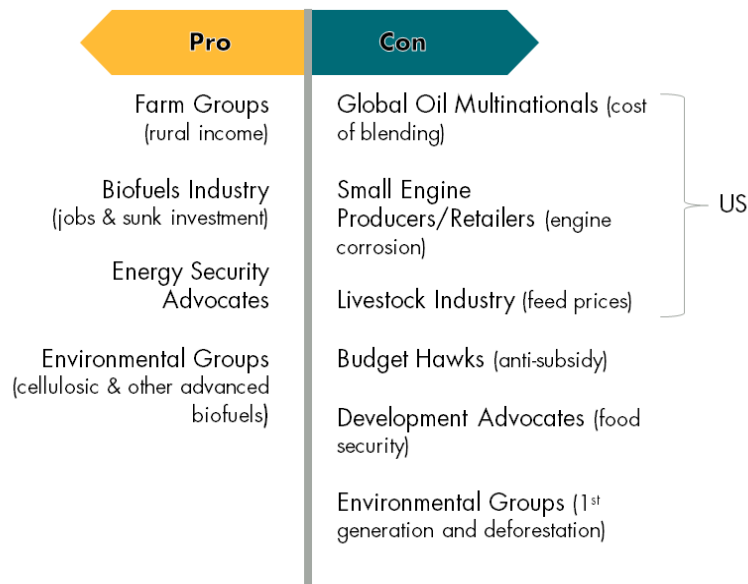 Pro
Con
Farm Groups
(rural income)
Biofuels Industry
(jobs & sunk investment)
Energy Security
Advocates
Environmental Groups
(cellulosic & other advanced
biofuels)
Global Oil Multinationals (cost
of blending)
Small Engine
Producers/Retailers (engine
corrosion)
Livestock Industry (feed prices)
US
Budget Hawks (anti-subsidy)
Development Advocates (food
security)
Environmental Groups (1st
generation and deforestation)